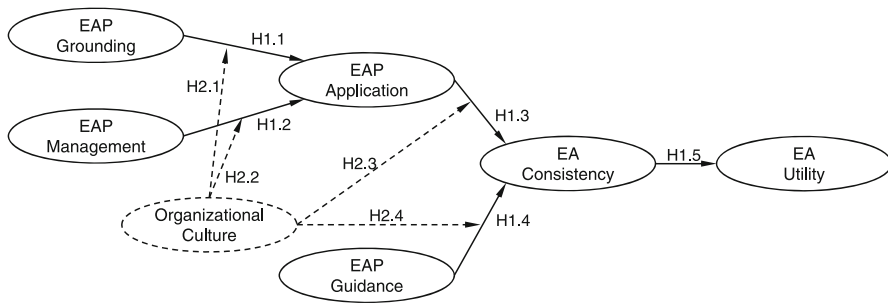 EAP
Grounding
H1.1
EAP
Application
H2.1
EAP
Management
H1.2
H1.3
H2.3
EA
Consistency
H1.5
EA
Utility
H2.2
Organizational
Culture
H2.4
H1.4
EAP
Guidance